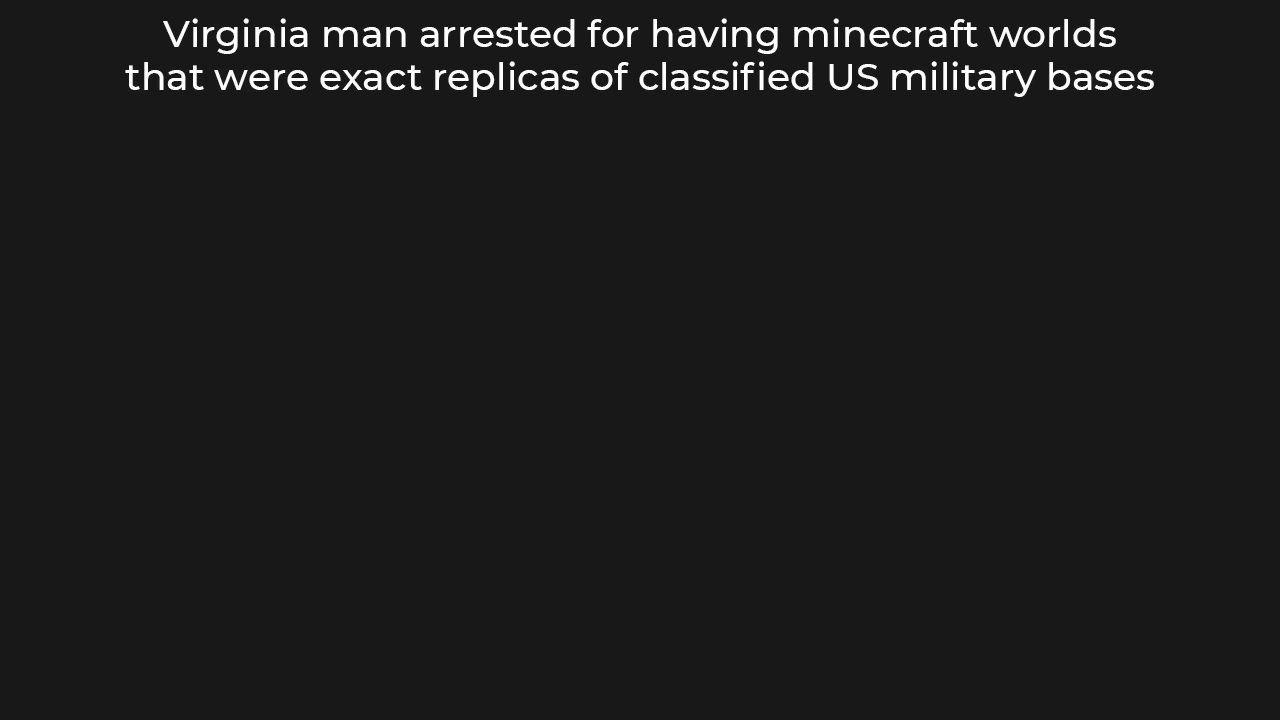 Virginia man arrested for having minecraft worlds
that were exact replicas of classified US military bases